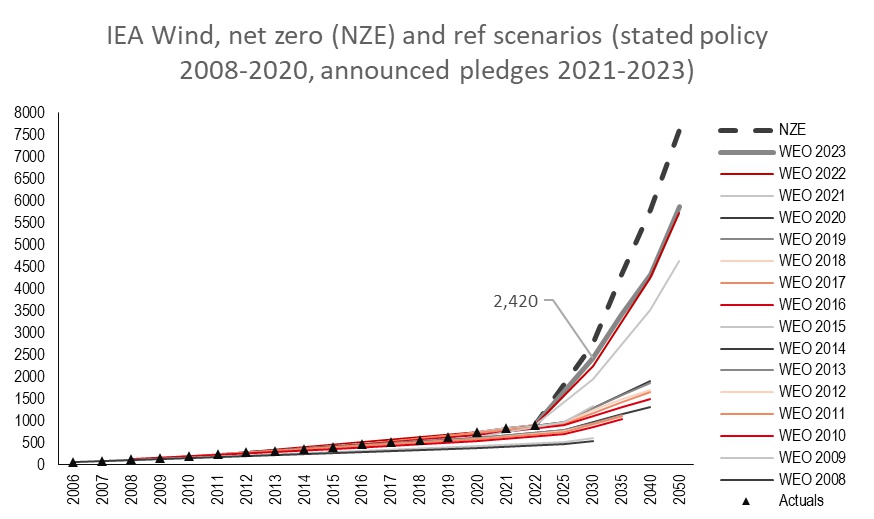 IEA Wind, net zero (NZE) and ref scenarios (stated policy
2008-2020, announced pledges 2021-2023)
8000
7500
7000
6500
6000
5500
5000
4500
4000
3500
3000
2500
2000
1500
1000
500
0
2,420
2006 2007 2008 2009 2010 2011 2012 2013 2014 2015 2016 2017 2018 2019 2020 2021 2022 2025 2030 2035 2040 2050
NZE
WEO 2023
WEO 2022
WEO 2021
WEO 2020
WEO 2019
WEO 2018
WEO 2017
WEO 2016
WEO 2015
WEO 2014
WEO 2013
WEO 2012
WEO 2011
WEO 2010
WEO 2009
WEO 2008
Actuals